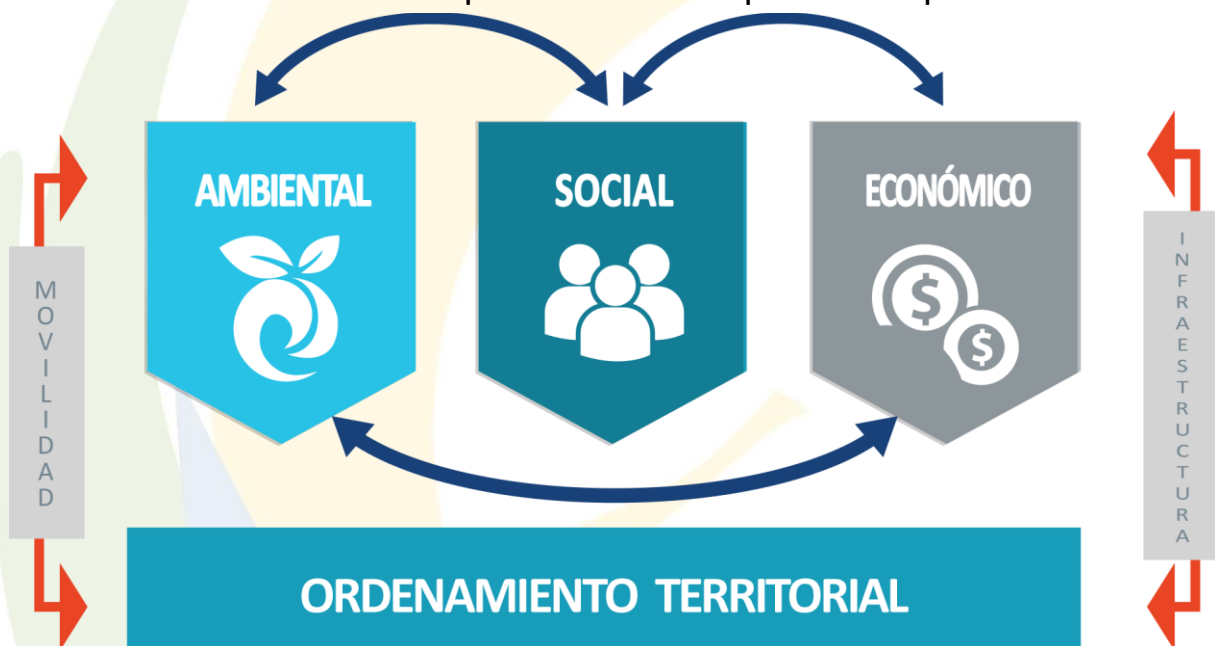 AMBIENTAL
SOCIAL
ECONÓMICO
$
$
MOVILIDAD
INFRAESTRUCTURA
ORDENAMIENTO TERRITORIAL